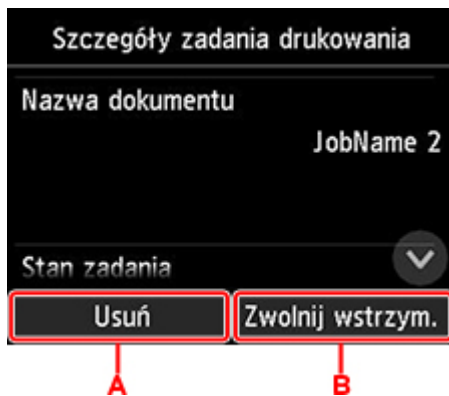 Szczegóły zadania drukowania
Nazwa dokumentu
JobName 2
Stan zadania
Usuń
Zwolnij wstrzym.
A
B